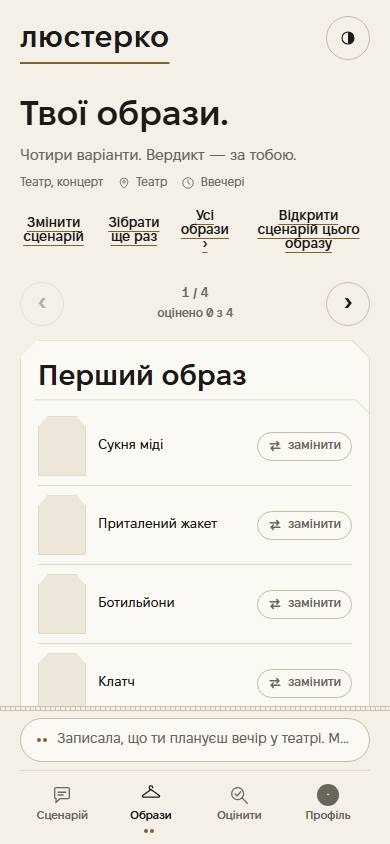 люстерко
Твої образи.
Чотири варіанти. Вердикт — за тобою.
Театр, концерт Театр Ввечері
Змінити сценарій
Зібрати ще раз
Усі образи ›
Відкрити сценарій цього образу
‹
1 / 4
›
оцінено 0 з 4
Перший образ
Сукня міді
замінити
Приталений жакет
замінити
Ботильйони
замінити
Клатч
замінити
Записала, що ти плануєш вечір у театрі. М...
Сценарій
Образи
Оцінити
Профіль